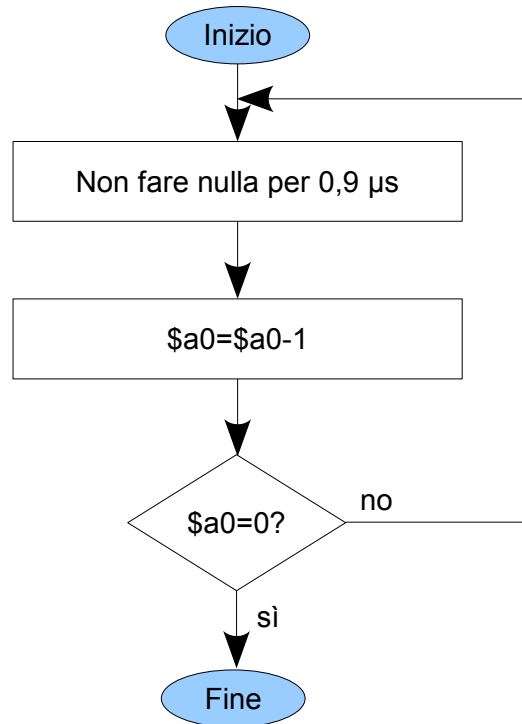 Inizio
Non fare nulla per 0,9 µs
$a0=$a0-1
$a0=0?
no
sì
Fine